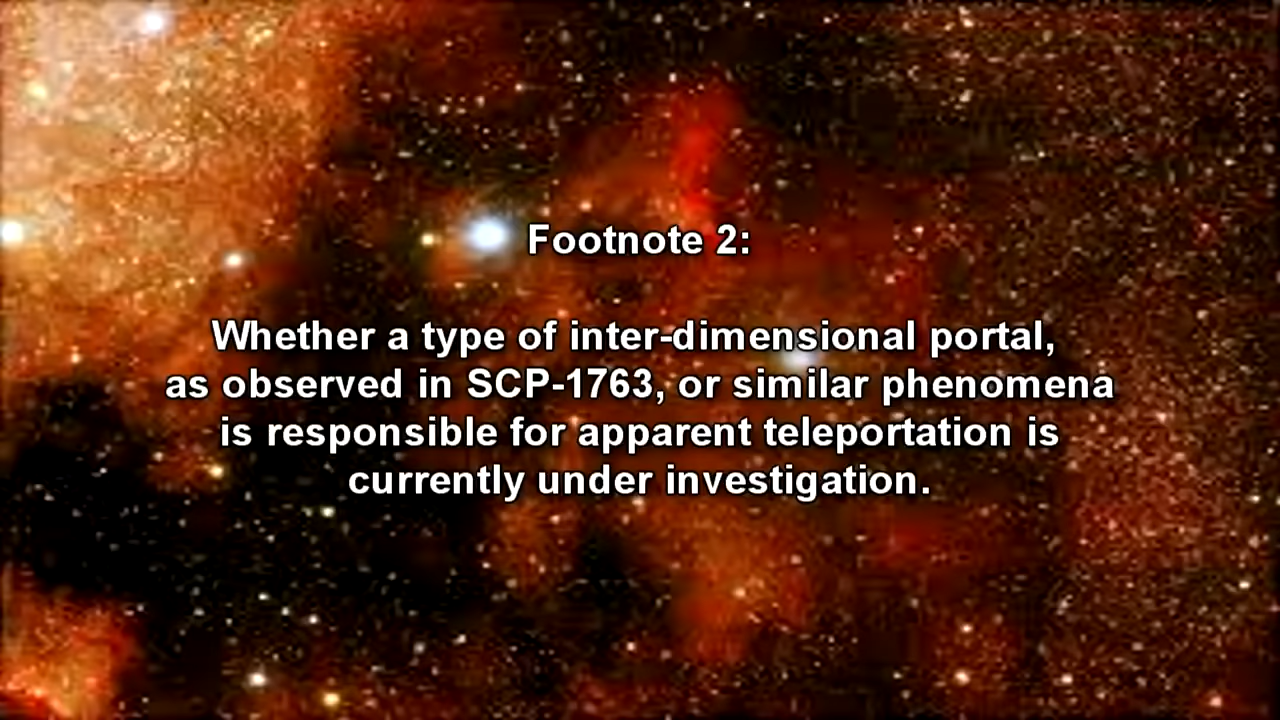 Footnote 2:
Whether a type of inter-dimensional portal,
as observed in SCP-1763, or similar phenomena
is responsible for apparent teleportation is
currently under investigation.